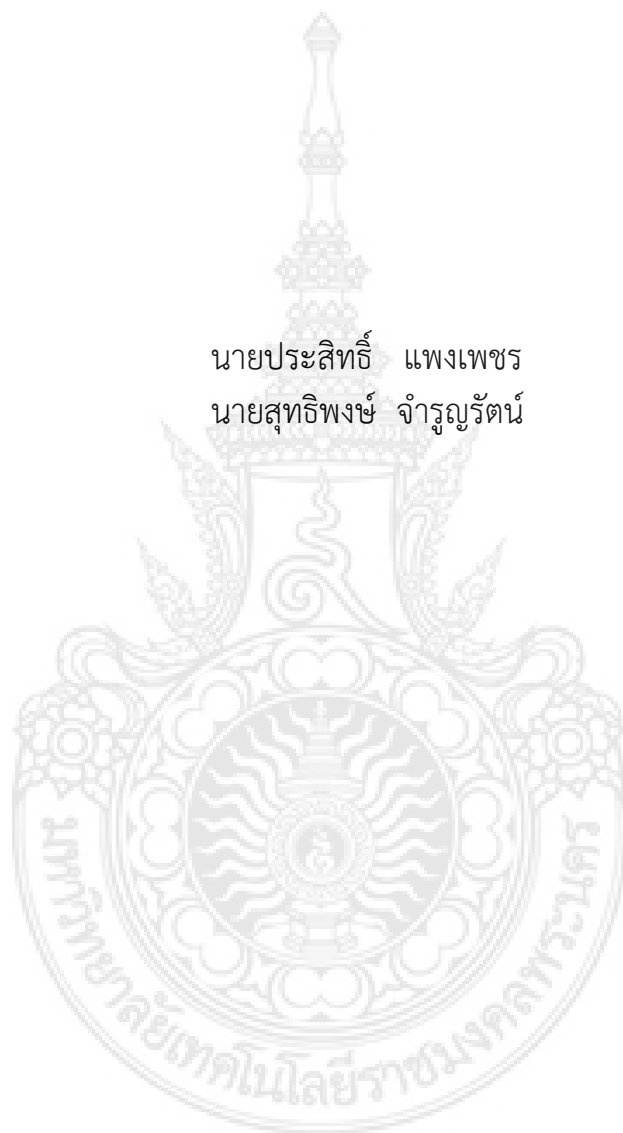 นายประสิทธิ์ แพงเพชร
นายสุทธิพงษ์ จำรูญรัตน์
มหาวิทยาลัยเทคโนโลยีราชมงคลพระนคร